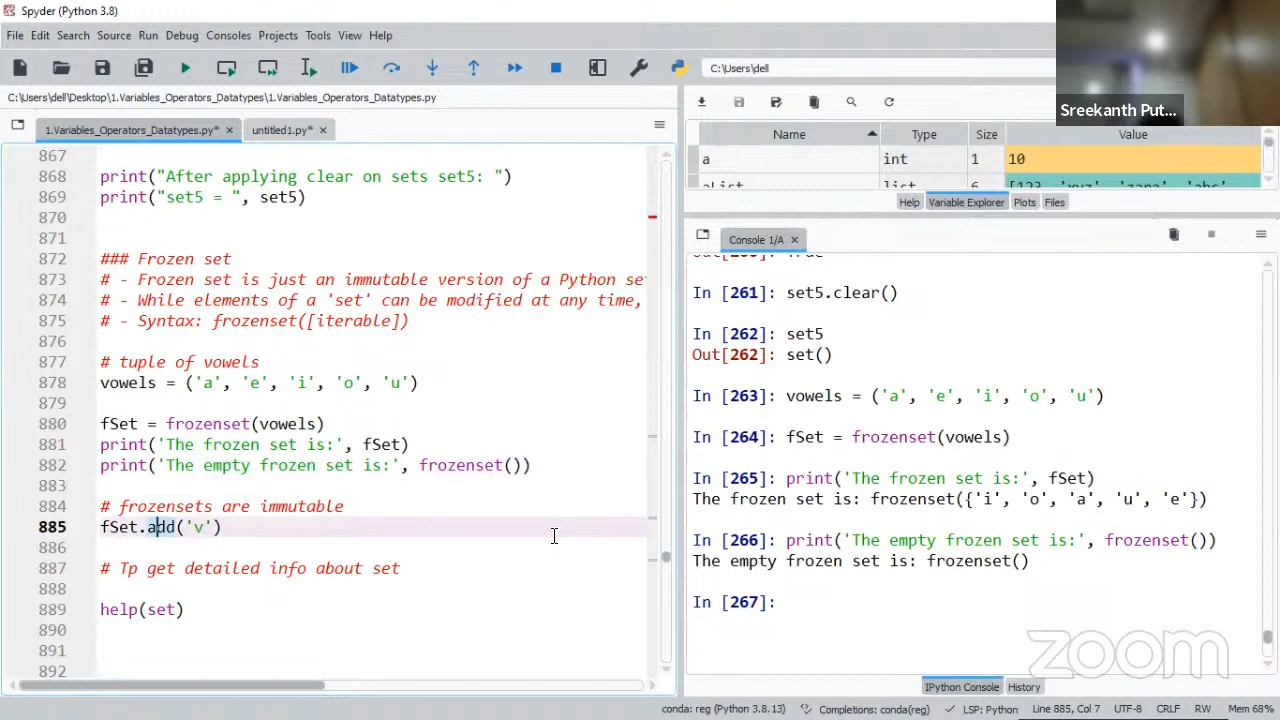 Spyder (Python 3.8)
File Edit Search Source Run Debug Consoles Projects Tools View Help
C:\Users\dell
C:\Users\dell\Desktop\1.Variables_Operators_Datatypes\1.Variables_Operators_Datatypes.py
Sreekanth Put...
1.Variables_Operators_Datatypes.py*
untitled1.py*
867
868 print("After applying clear on sets set5: ")
869 print("set5 = ", set5)
870
871
872 ### Frozen set
873 # - Frozen set is just an immutable version of a Python se
874 # - While elements of a 'set' can be modified at any time,
875 # - Syntax: frozenset([iterable])
876
877 # tuple of vowels
878 vowels = ('a', 'e', 'i', 'o', 'u')
879
880 fSet = frozenset(vowels)
881 print('The frozen set is:', fSet)
882 print('The empty frozen set is:', frozenset())
883
884 # frozensets are immutable
885 fSet.add('v')
886
887 # Tp get detailed info about set
888
889 help(set)
890
891
892
Name Type Size Value
a int 1 10
Help Variable Explorer Plots Files
Console 1/A
In [261]: set5.clear()
In [262]: set5
Out[262]: set()
In [263]: vowels = ('a', 'e', 'i', 'o', 'u')
In [264]: fSet = frozenset(vowels)
In [265]: print('The frozen set is:', fSet)
The frozen set is: frozenset({'i', 'o', 'a', 'u', 'e'})
In [266]: print('The empty frozen set is:', frozenset())
The empty frozen set is: frozenset()
In [267]:
zoom
IPython Console History
conda: reg (Python 3.8.13) Completions: conda(reg) LSP: Python Line 885, Col 7 UTF-8 CRLF RW Mem 68%